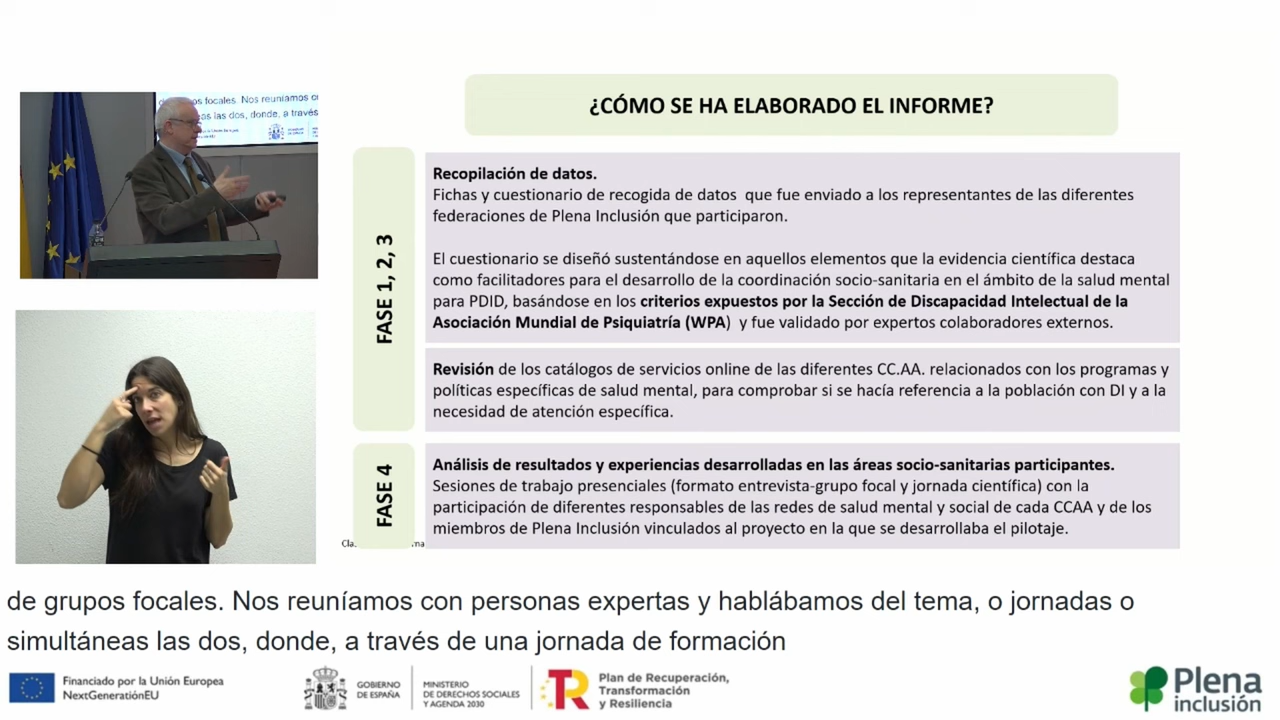 ¿CÓMO SE HA ELABORADO EL INFORME?
os focales. Nos reuníamos
as las dos, donde, a través
FASE 1, 2, 3
Recopilación de datos.
Fichas y cuestionario de recogida de datos que fue enviado a los representantes de las diferentes
federaciones de Plena Inclusión que participaron.
El cuestionario se diseñó sustentándose en aquellos elementos que la evidencia científica destaca
como facilitadores para el desarrollo de la coordinación socio-sanitaria en el ámbito de la salud mental
para PDID, basándose en los criterios expuestos por la Sección de Discapacidad Intelectual de la
Asociación Mundial de Psiquiatría (WPA) y fue validado por expertos colaboradores externos.
Revisión de los catálogos de servicios online de las diferentes CC.AA. relacionados con los programas y
políticas específicas de salud mental, para comprobar si se hacía referencia a la población con DI y a la
necesidad de atención específica.
FASE 4
Análisis de resultados y experiencias desarrolladas en las áreas socio-sanitarias participantes.
Sesiones de trabajo presenciales (formato entrevista-grupo focal y jornada científica) con la
participación de diferentes responsables de las redes de salud mental y social de cada CCAA y de los
miembros de Plena Inclusión vinculados al proyecto en la que se desarrollaba el pilotaje.
de grupos focales. Nos reuníamos con personas expertas y hablábamos del tema, o jornadas o
simultáneas las dos, donde, a través de una jornada de formación
Financiado por la Unión Europea
NextGenerationEU
GOBIERNO
DE ESPAÑA
MINISTERIO
DE DERECHOS SOCIALES
Y AGENDA 2030
Plan de Recuperación,
Transformación
y Resiliencia
Plena
inclusión